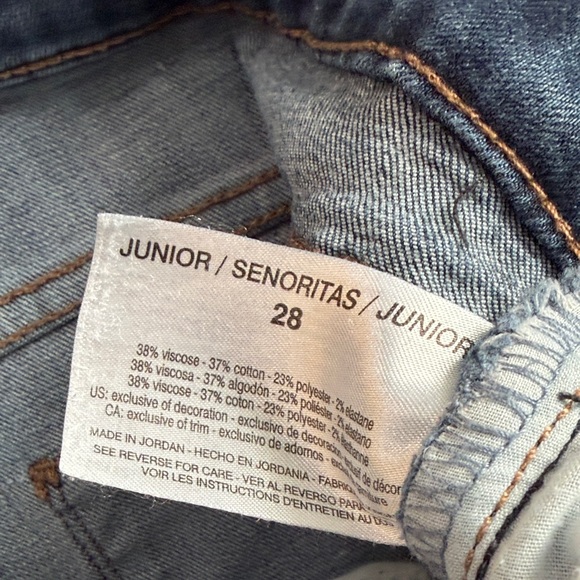 JUNIOR / SENORITAS / JUNIOR
28
38% viscose - 37% cotton - 23% polyester - 2% elastane
38% viscosa - 37% algodón - 23% poliéster - 2% elastano
38% viscose - 37% coton - 23% polyester - 2%
US: exclusive of decoration - exclusivo de decoración de décor
CA: exclusive of trim - exclusivo de adornos
MADE IN JORDAN - HECHO EN JORDANIA -
SEE REVERSE FOR CARE - VER AL REVERSO PARA
VOIR LES INSTRUCTIONS D'ENTRETIEN AU